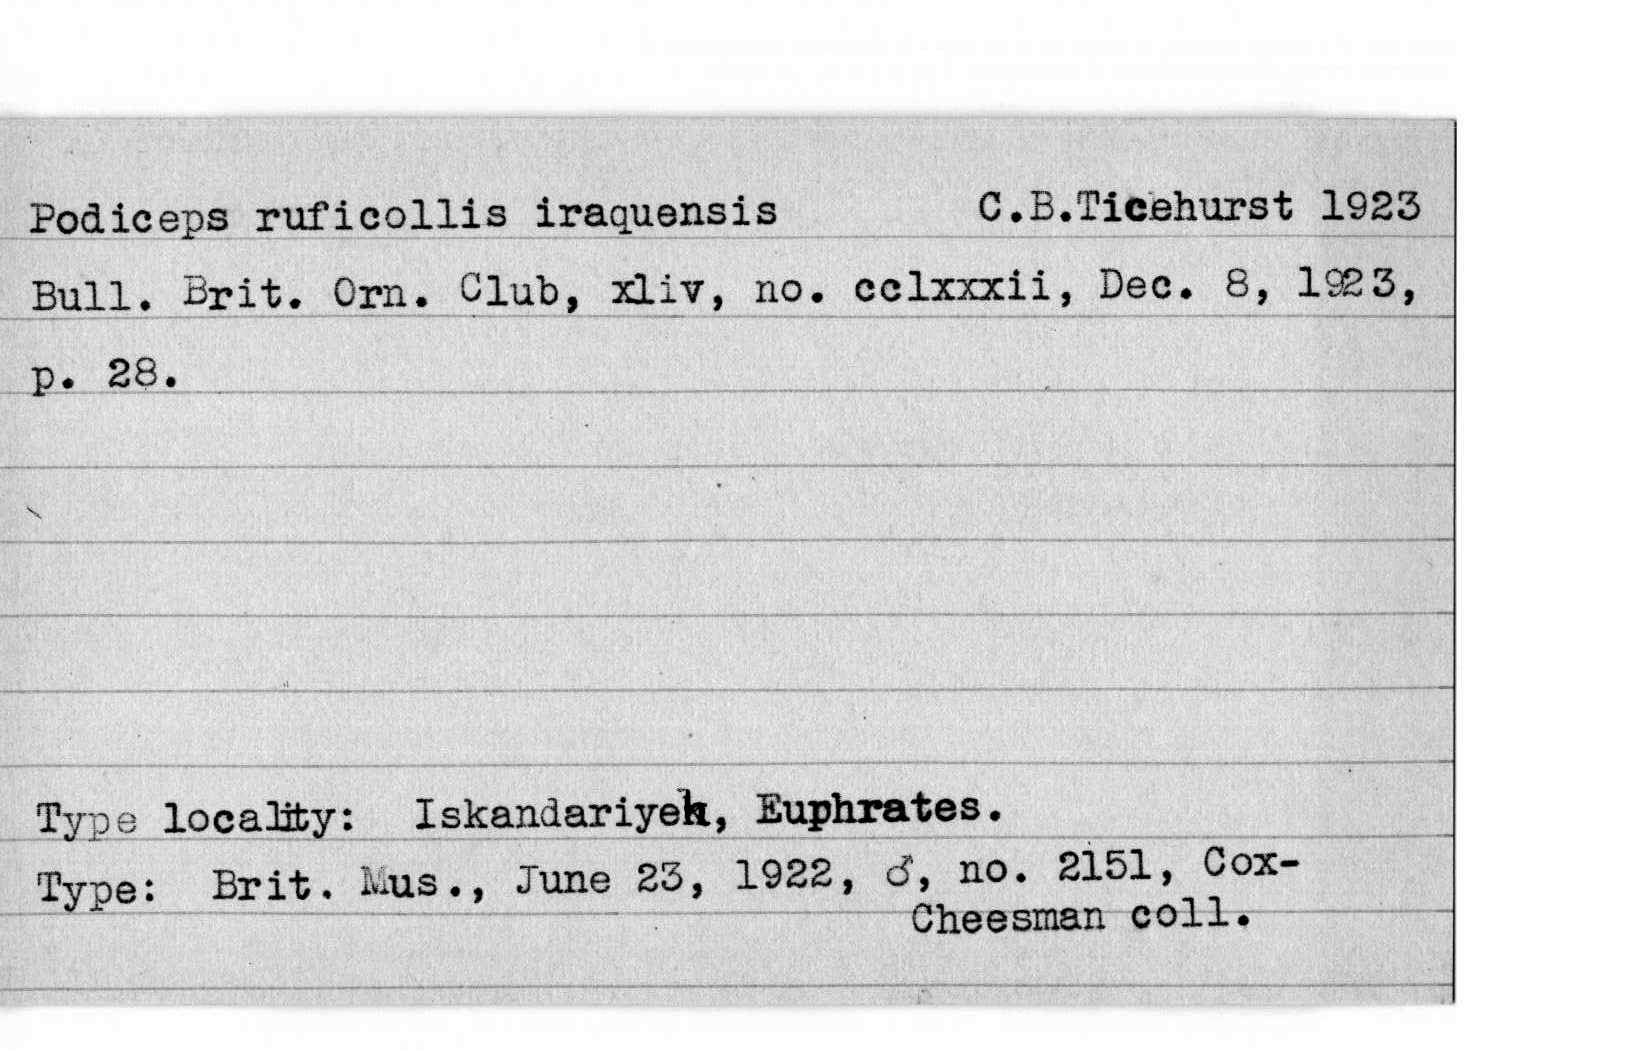 Podiceps ruficollis iraquensis C.B.Ticehurst 1923
Bull. Brit. Orn. Club, xliv, no. cclxxxii, Dec. 8, 1923,
p. 28.
Type locality: Iskandariyeh, Euphrates.
Type: Brit. Mus., June 23, 1922, ♂, no. 2151, Cox-
Cheesman coll.